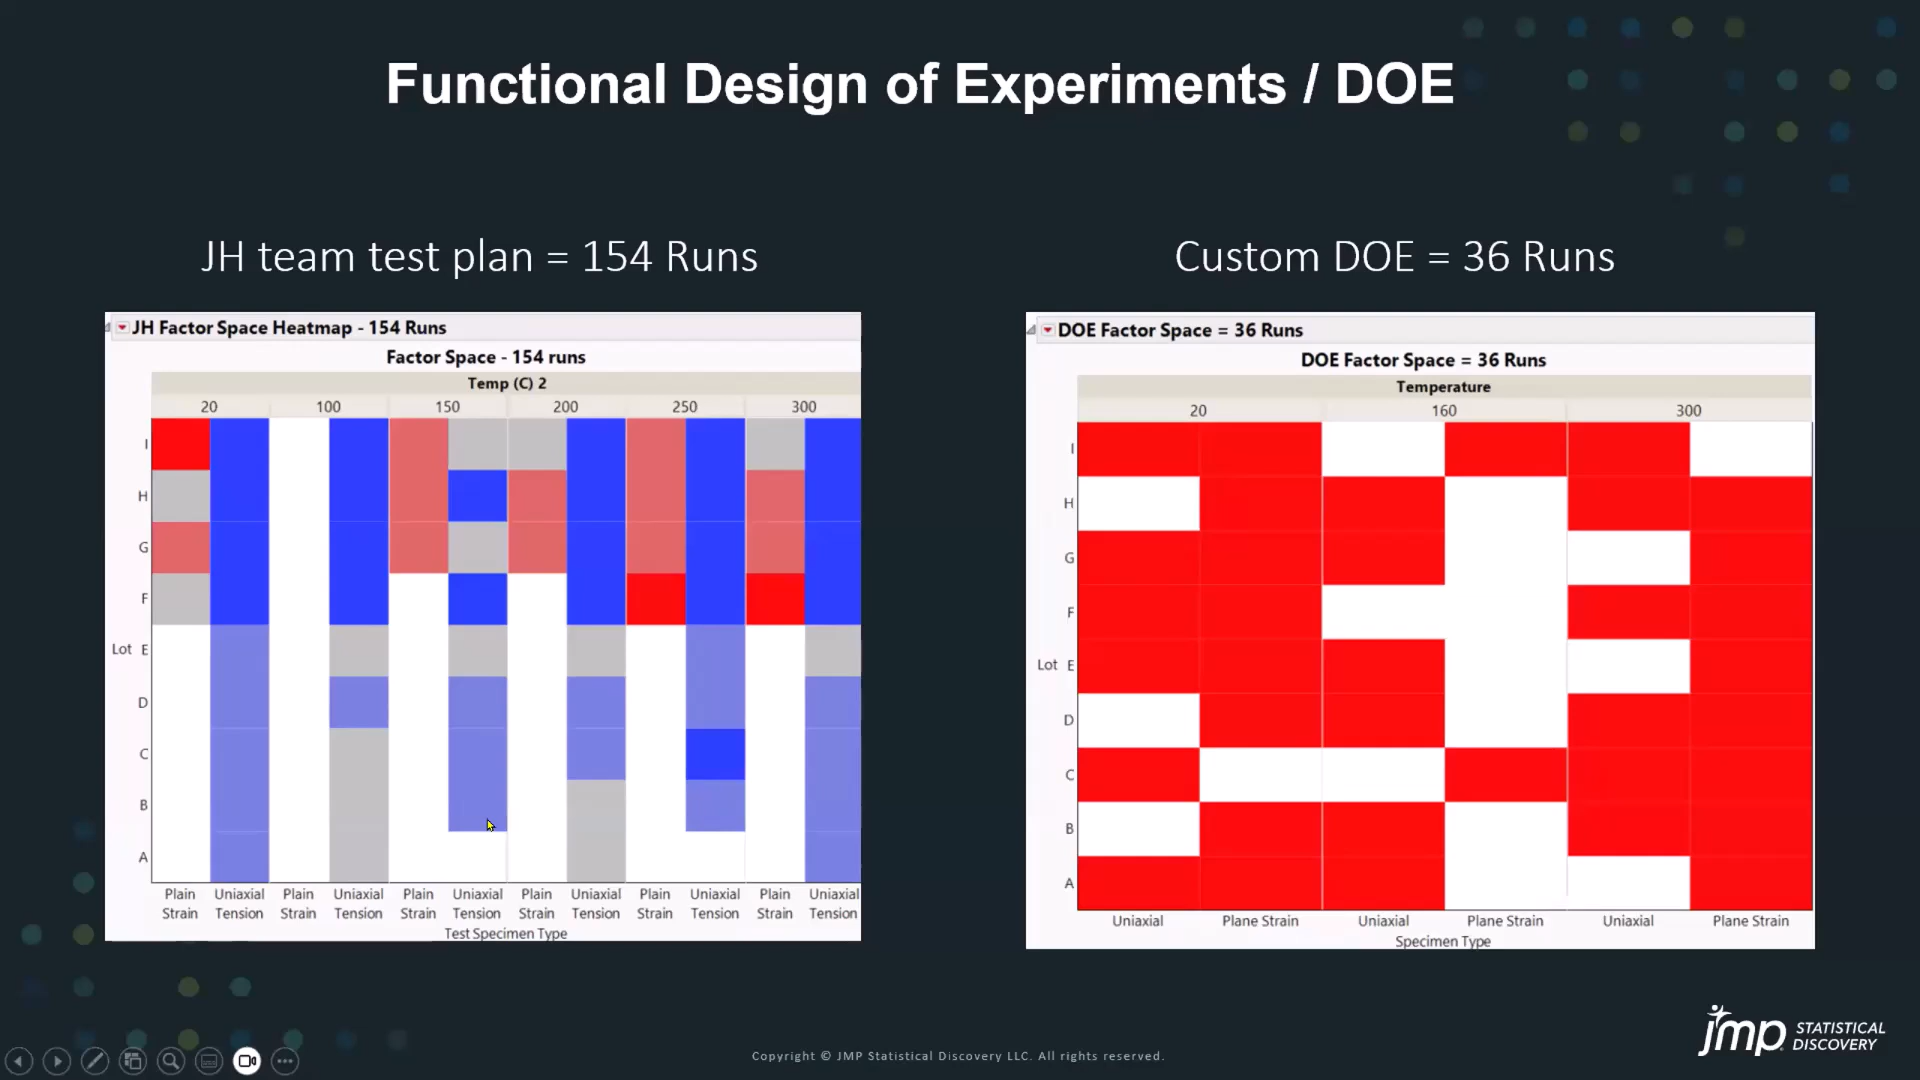 Functional Design of Experiments / DOE
JH team test plan = 154 Runs
JH Factor Space Heatmap - 154 Runs
Factor Space - 154 runs
Temp (C) 2
20 100 150 200 250 300
I
H
G
F
Lot E
D
C
B
A
Plain Uniaxial Plain Uniaxial Plain Uniaxial Plain Uniaxial Plain Uniaxial Plain Uniaxial
Strain Tension Strain Tension Strain Tension Strain Tension Strain Tension Strain Tension
Test Specimen Type
Custom DOE = 36 Runs
DOE Factor Space = 36 Runs
DOE Factor Space = 36 Runs
Temperature
20 160 300
I
H
G
F
Lot E
D
C
B
A
Uniaxial Plane Strain Uniaxial Plane Strain Uniaxial Plane Strain
Specimen Type
jmp STATISTICAL
DISCOVERY
Copyright © JMP Statistical Discovery LLC. All rights reserved.